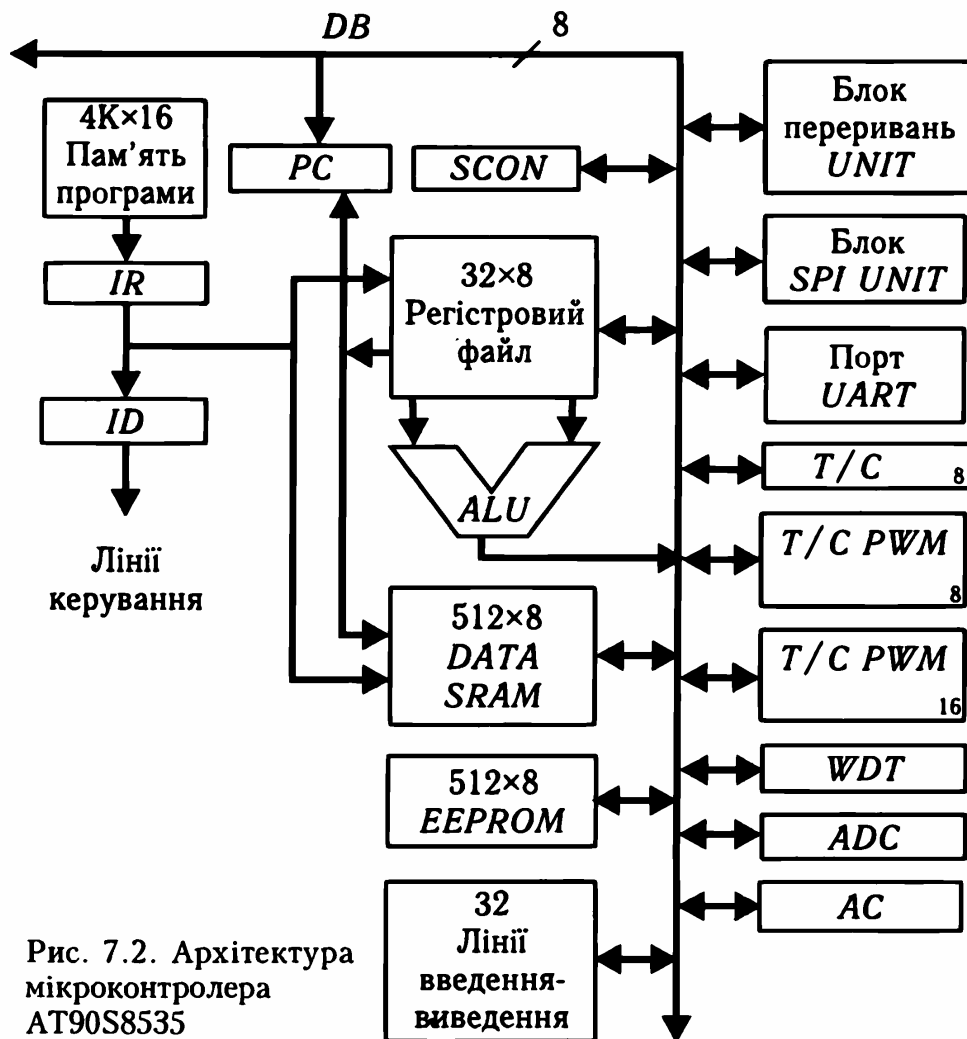 DB
8
4K×16
Пам'ять
програми
PC
SCON
Блок
переривань
UNIT
IR
32×8
Регістровий
файл
Блок
SPI UNIT
ID
Порт
UART
ALU
T/C
8
Лінії
керування
T/C PWM
8
512×8
DATA
SRAM
T/C PWM
16
512×8
EEPROM
WDT
ADC
AC
32
Лінії
введення-
виведення
Рис. 7.2. Архітектура
мікроконтролера
AT90S8535